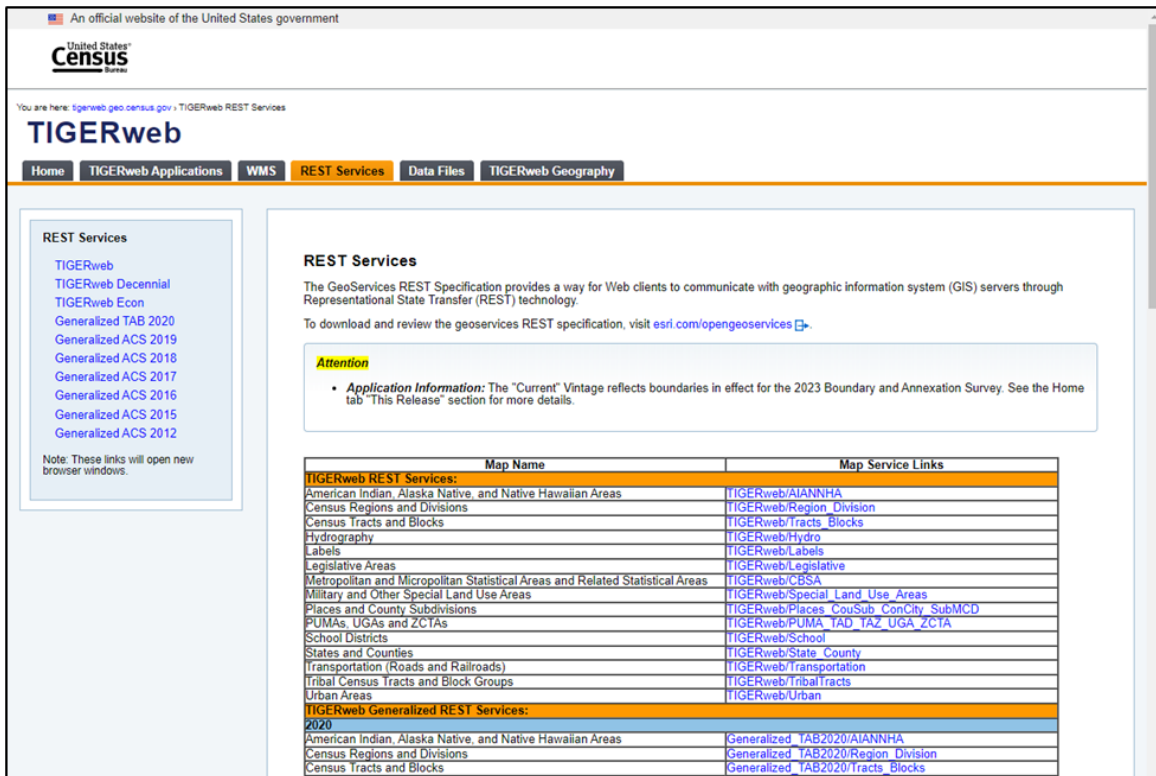 An official website of the United States government
United States®
Census
Bureau
You are here: tigerweb.geo.census.gov › TIGERweb REST Services
TIGERweb
Home TIGERweb Applications WMS REST Services Data Files TIGERweb Geography
REST Services
TIGERweb
TIGERweb Decennial
TIGERweb Econ
Generalized TAB 2020
Generalized ACS 2019
Generalized ACS 2018
Generalized ACS 2017
Generalized ACS 2016
Generalized ACS 2015
Generalized ACS 2012
Note: These links will open new
browser windows.
REST Services
The GeoServices REST Specification provides a way for Web clients to communicate with geographic information system (GIS) servers through
Representational State Transfer (REST) technology.
To download and review the geoservices REST specification, visit esri.com/opengeoservices.
Attention
• Application Information: The "Current" Vintage reflects boundaries in effect for the 2023 Boundary and Annexation Survey. See the Home
tab "This Release" section for more details.
Map Name Map Service Links
TIGERweb REST Services:
American Indian, Alaska Native, and Native Hawaiian Areas TIGERweb/AIANNHA
Census Regions and Divisions TIGERweb/Region_Division
Census Tracts and Blocks TIGERweb/Tracts_Blocks
Hydrography TIGERweb/Hydro
Labels TIGERweb/Labels
Legislative Areas TIGERweb/Legislative
Metropolitan and Micropolitan Statistical Areas and Related Statistical Areas TIGERweb/CBSA
Military and Other Special Land Use Areas TIGERweb/Special_Land_Use_Areas
Places and County Subdivisions TIGERweb/Places_CouSub_ConCity_SubMCD
PUMAs, UGAs and ZCTAs TIGERweb/PUMA_TAD_TAZ_UGA_ZCTA
School Districts TIGERweb/School
States and Counties TIGERweb/State_County
Transportation (Roads and Railroads) TIGERweb/Transportation
Tribal Census Tracts and Block Groups TIGERweb/TribalTracts
Urban Areas TIGERweb/Urban
TIGERweb Generalized REST Services:
2020
American Indian, Alaska Native, and Native Hawaiian Areas Generalized_TAB2020/AIANNHA
Census Regions and Divisions Generalized_TAB2020/Region_Division
Census Tracts and Blocks Generalized_TAB2020/Tracts_Blocks